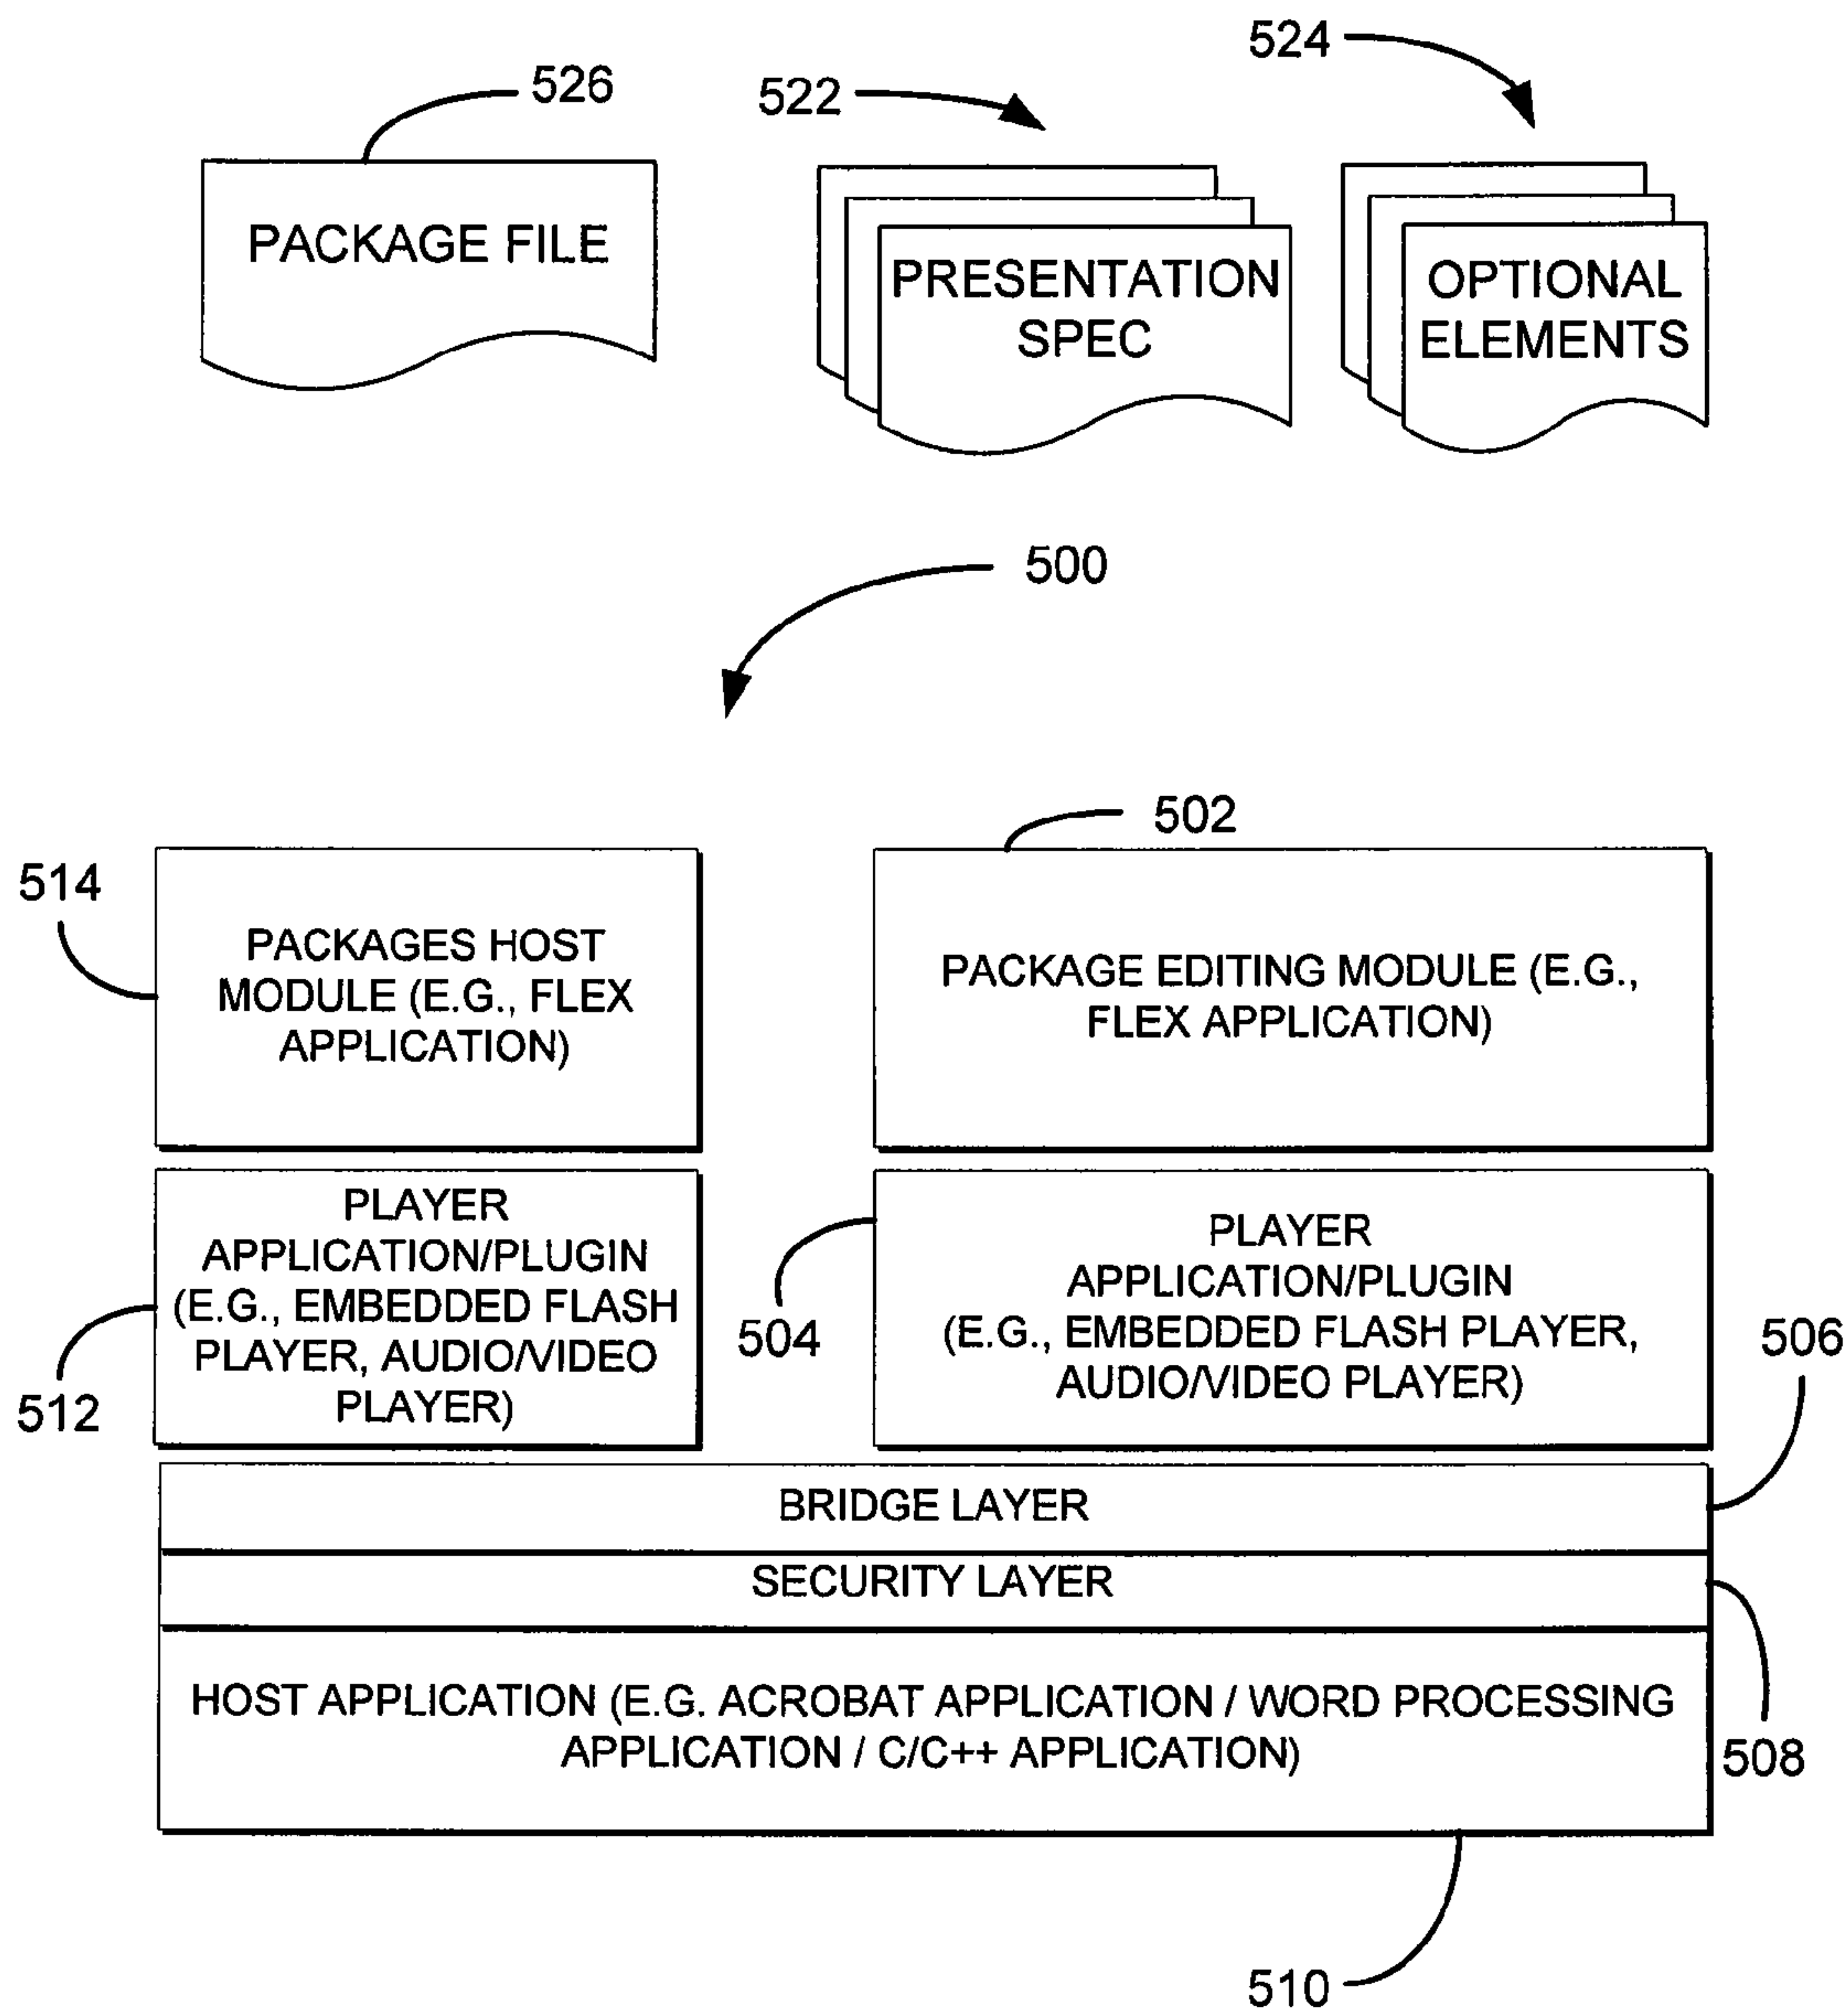 524
526
522
PACKAGE FILE
PRESENTATION
SPEC
OPTIONAL
ELEMENTS
500
502
514
PACKAGES HOST
MODULE (E.G., FLEX
APPLICATION)
PACKAGE EDITING MODULE (E.G.,
FLEX APPLICATION)
PLAYER
APPLICATION/PLUGIN
(E.G., EMBEDDED FLASH
PLAYER, AUDIO/VIDEO
PLAYER)
512
PLAYER
APPLICATION/PLUGIN
(E.G., EMBEDDED FLASH PLAYER,
AUDIO/VIDEO PLAYER)
504
506
BRIDGE LAYER
SECURITY LAYER
HOST APPLICATION (E.G. ACROBAT APPLICATION / WORD PROCESSING
APPLICATION / C/C++ APPLICATION)
508
510